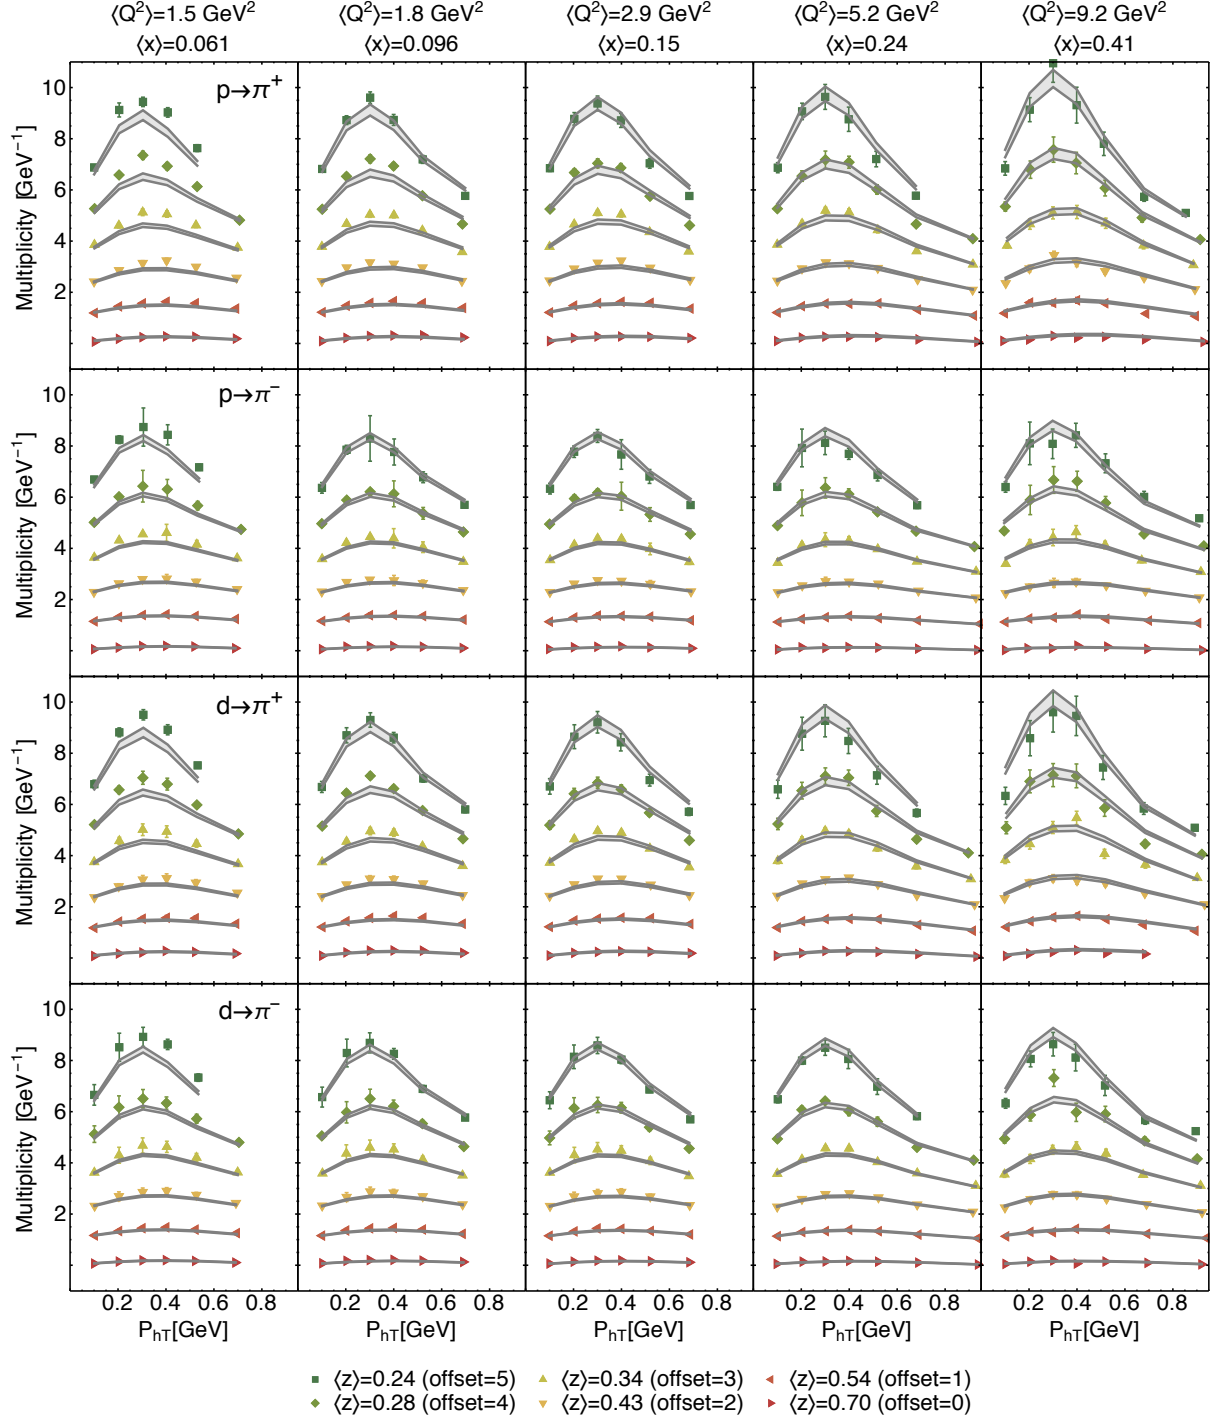 ⟨Q²⟩=1.5 GeV² ⟨Q²⟩=1.8 GeV² ⟨Q²⟩=2.9 GeV² ⟨Q²⟩=5.2 GeV² ⟨Q²⟩=9.2 GeV²
⟨x⟩=0.061 ⟨x⟩=0.096 ⟨x⟩=0.15 ⟨x⟩=0.24 ⟨x⟩=0.41
p→π⁺
Multiplicity [GeV⁻¹]
10
8
6
4
2
p→π⁻
Multiplicity [GeV⁻¹]
10
8
6
4
2
d→π⁺
Multiplicity [GeV⁻¹]
10
8
6
4
2
d→π⁻
Multiplicity [GeV⁻¹]
10
8
6
4
2
0.2 0.4 0.6 0.8 0.2 0.4 0.6 0.8 0.2 0.4 0.6 0.8 0.2 0.4 0.6 0.8 0.2 0.4 0.6 0.8
P_hT[GeV] P_hT[GeV] P_hT[GeV] P_hT[GeV] P_hT[GeV]
⟨z⟩=0.24 (offset=5) ⟨z⟩=0.34 (offset=3) ⟨z⟩=0.54 (offset=1)
⟨z⟩=0.28 (offset=4) ⟨z⟩=0.43 (offset=2) ⟨z⟩=0.70 (offset=0)